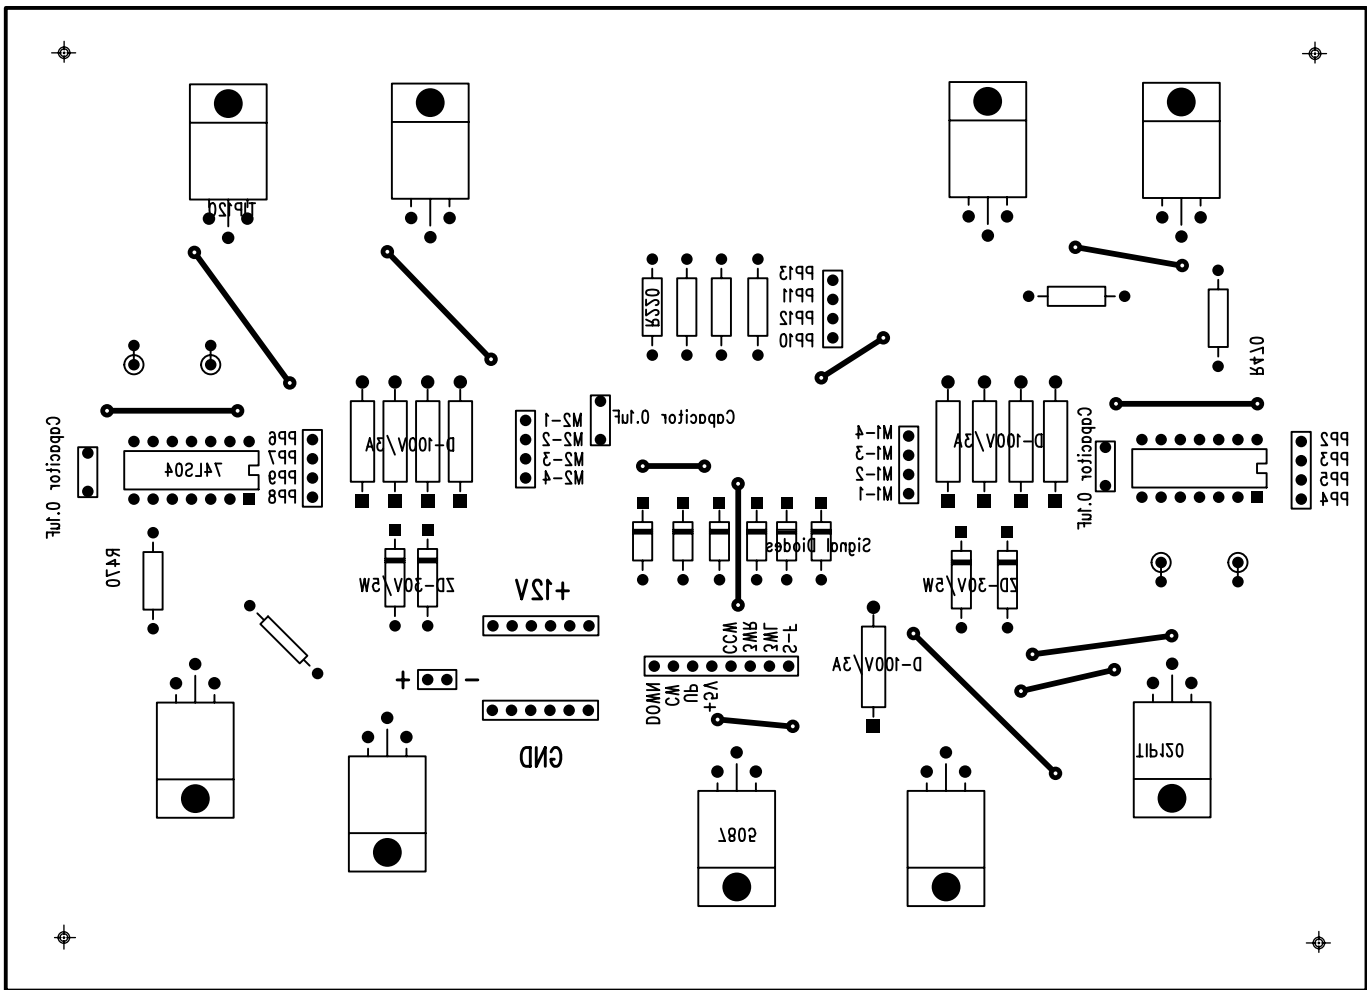 TIP120
PP13
PP11
PP12
PP10
R220
R470
Capacitor 0.1uF
74LS04
PP6
PP7
PP9
PP8
D-100V/3A
M2-1
M2-2
M2-3
M2-4
Capacitor 0.1uF
M1-4
M1-3
M1-2
M1-1
D-100V/3A
Capacitor 0.1uF
PP2
PP3
PP5
PP4
R470
ZD-30V/5W
+12V
Signal Diodes
ZD-30V/5W
CCW
3WR
3WL
S-F
D-100V/3A
+ -
DOWN
CW
UP
+5V
GND
7805
TIP120